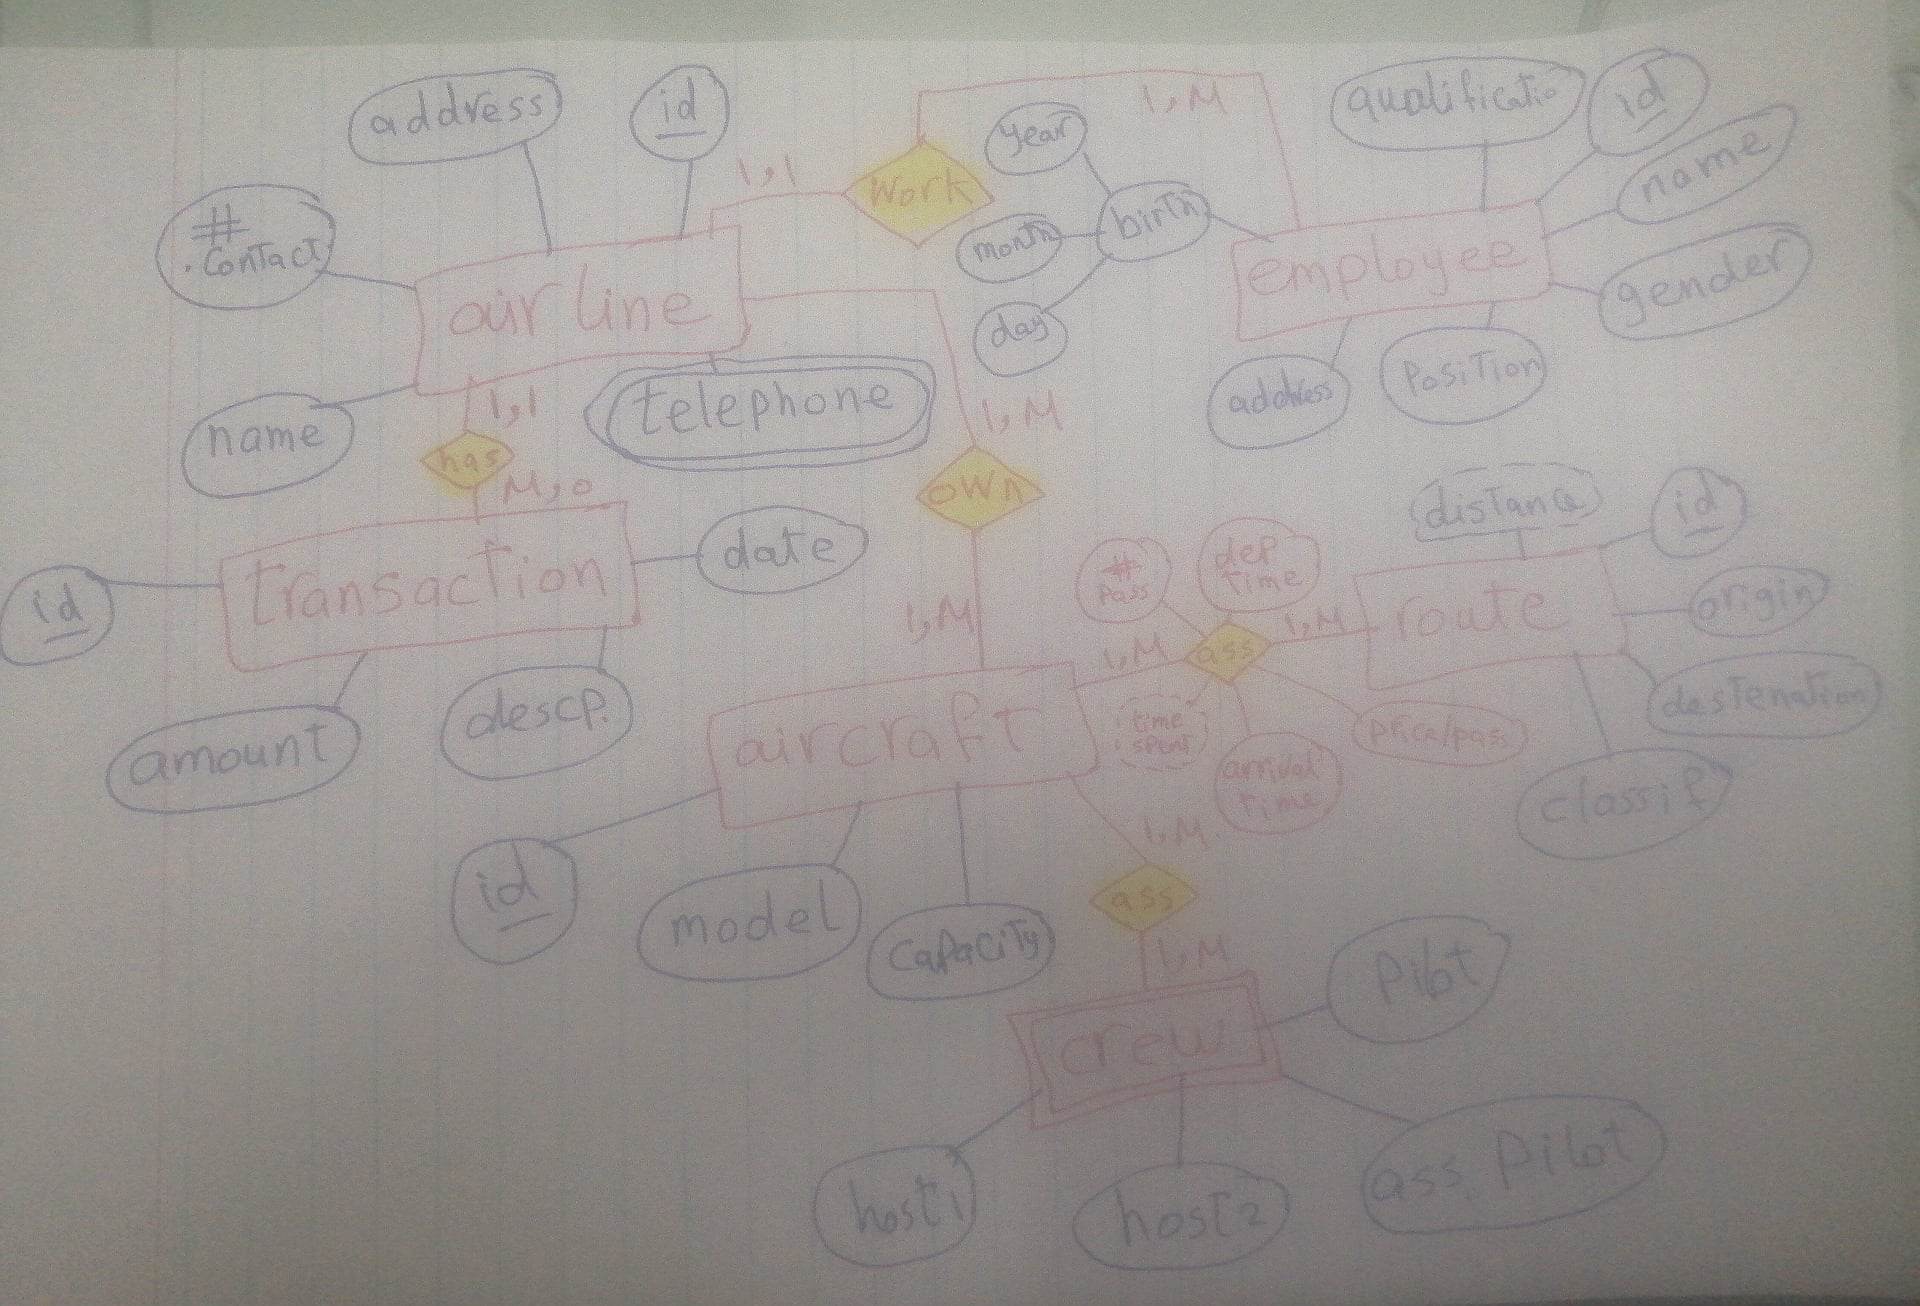 address
id
1,M
qualificatio
id
year
name
#
.Contact
1,1
Work
month
birth
employee
gender
air line
day
address
Position
name
1,1
telephone
1,M
has
M,0
own
distance
id
transaction
date
id
#
Pass
dep
time
1,M
1,M
ass
1,M
route
origin
destenation
amount
descp.
aircraft
time
spent
arrival
time
price/pass
classif
1,M.
id
model
capacity
ass
1,M
Pilot
crew
host1
host2
ass. Pilot